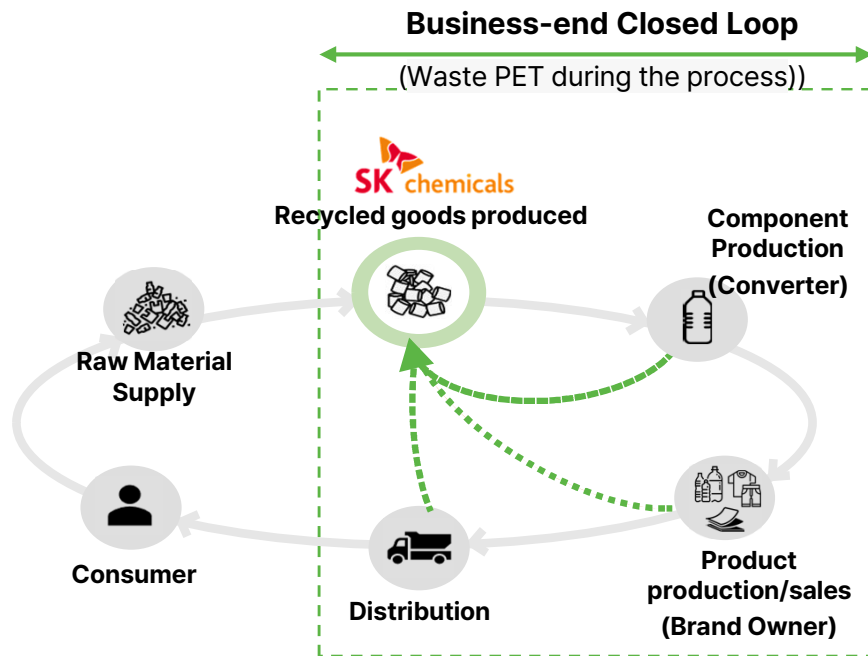 Business-end Closed Loop
(Waste PET during the process))
SK chemicals
Recycled goods produced
Component
Production
(Converter)
Raw Material
Supply
Consumer
Distribution
Product
production/sales
(Brand Owner)